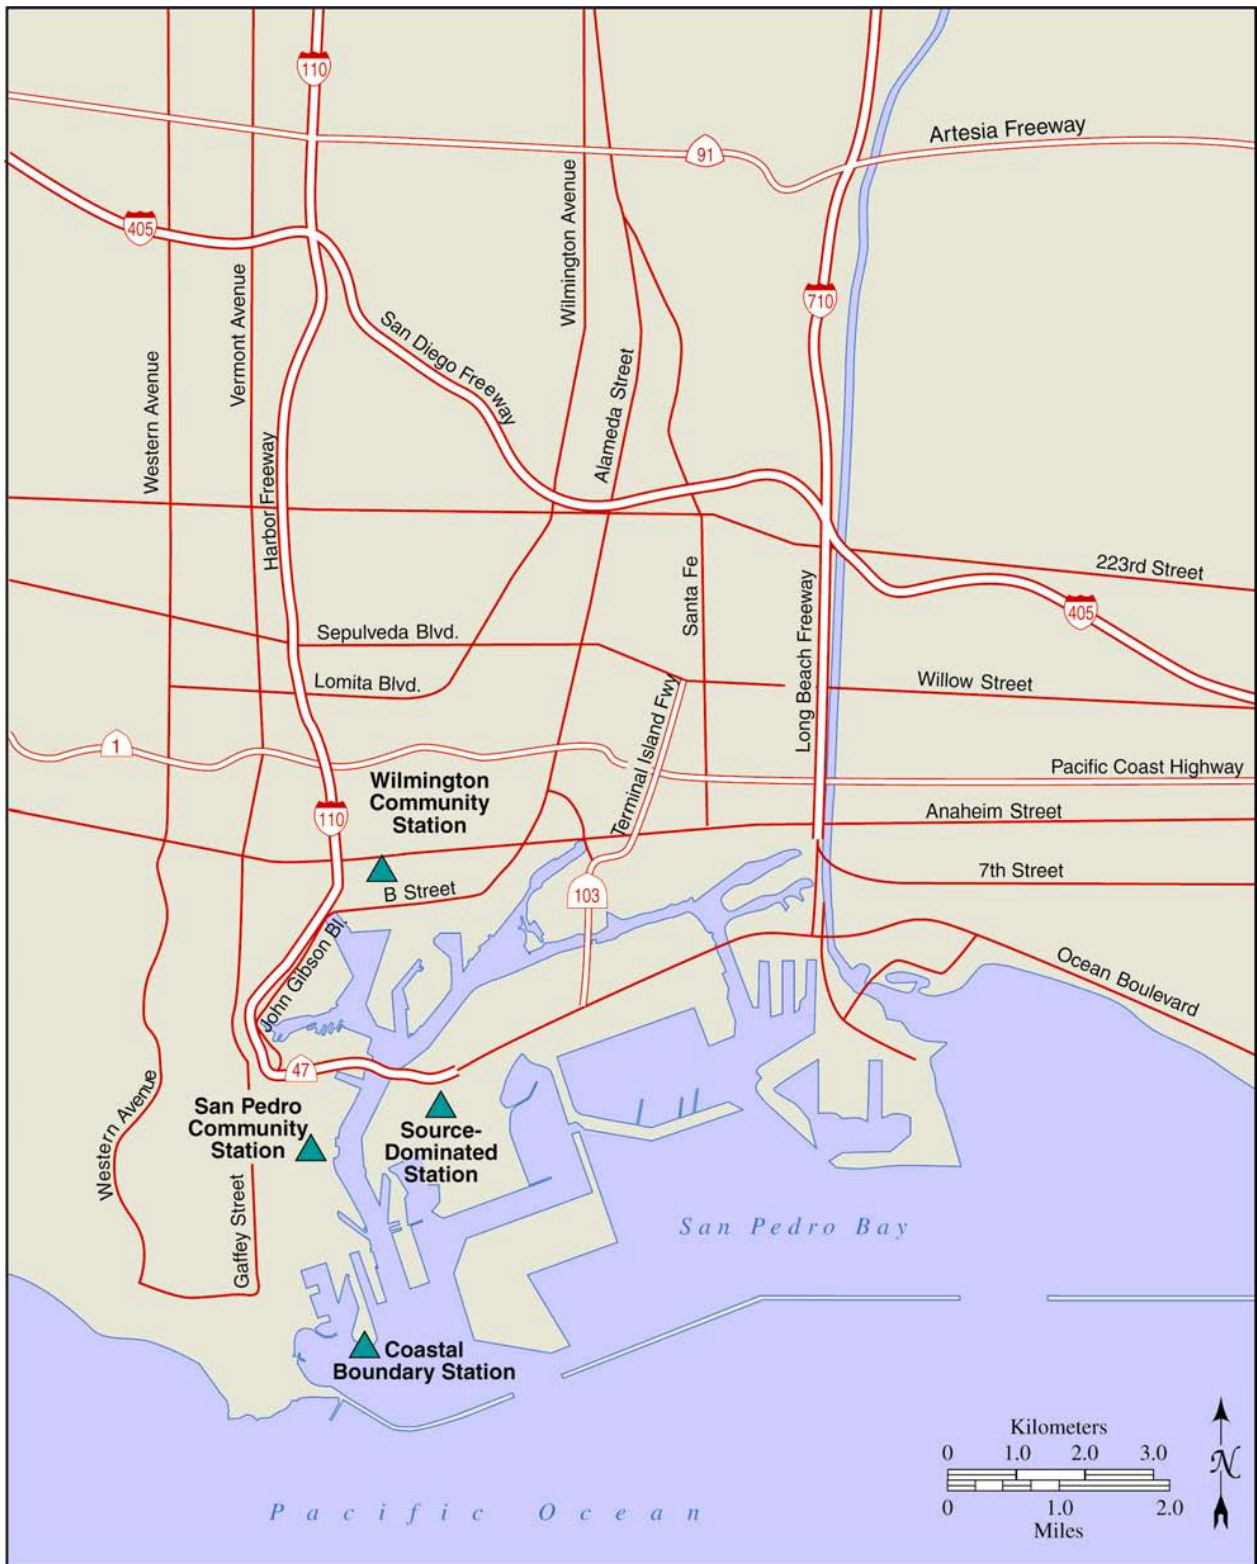 110
Artesia Freeway
91
405
Wilmington Avenue
Vermont Avenue
710
San Diego Freeway
Western Avenue
Alameda Street
Harbor Freeway
223rd Street
Santa Fe
Long Beach Freeway
405
Sepulveda Blvd.
Lomita Blvd.
Willow Street
Terminal Island Fwy
1
Pacific Coast Highway
Wilmington
Community
Station
110
Anaheim Street
7th Street
B Street
103
John Gibson Bl.
Ocean Boulevard
47
Western Avenue
San Pedro
Community
Station
Source-
Dominated
Station
Gaffey Street
San Pedro Bay
Coastal
Boundary Station
Kilometers
0 1.0 2.0 3.0
N
0 1.0 2.0
Miles
Pacific Ocean